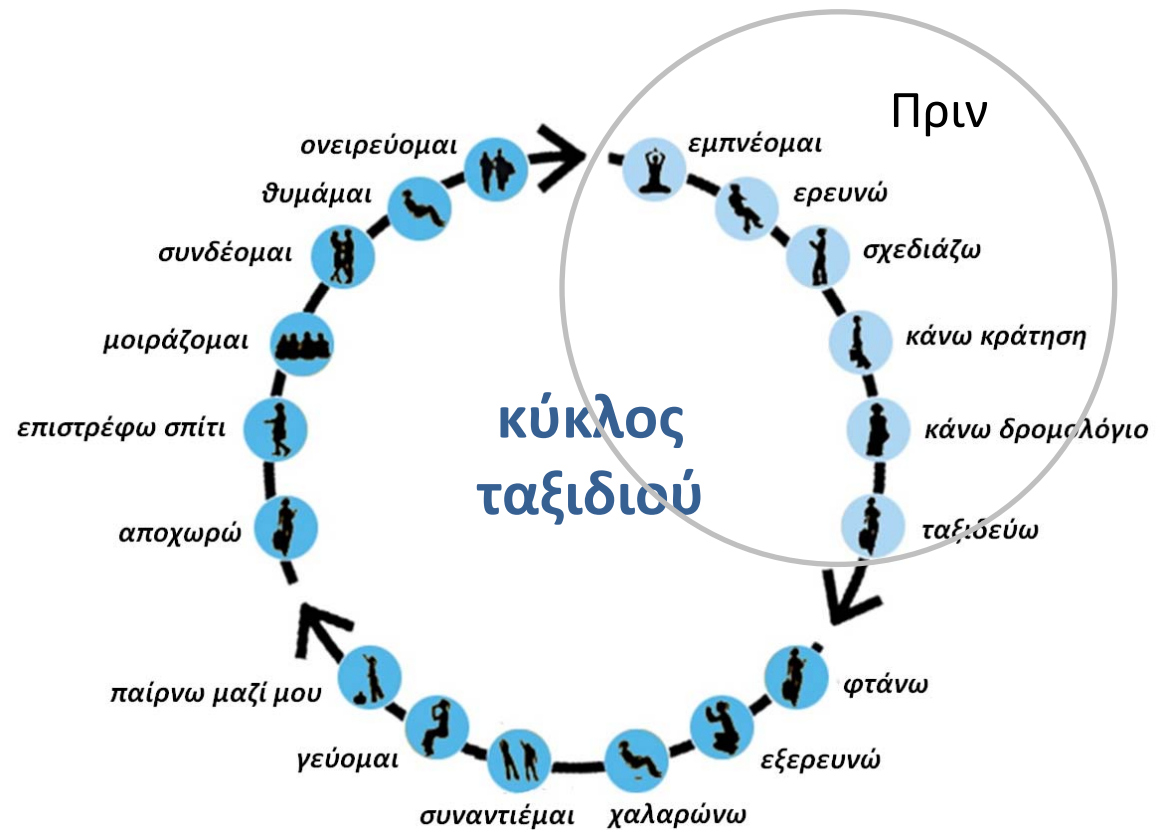 Πριν
εμπνέομαι
ερευνώ
σχεδιάζω
κάνω κράτηση
κάνω δρομολόγιο
ταξιδεύω
φτάνω
εξερευνώ
χαλαρώνω
συναντιέμαι
γεύομαι
παίρνω μαζί μου
αποχωρώ
επιστρέφω σπίτι
μοιράζομαι
συνδέομαι
θυμάμαι
ονειρεύομαι
κύκλος
ταξιδιού